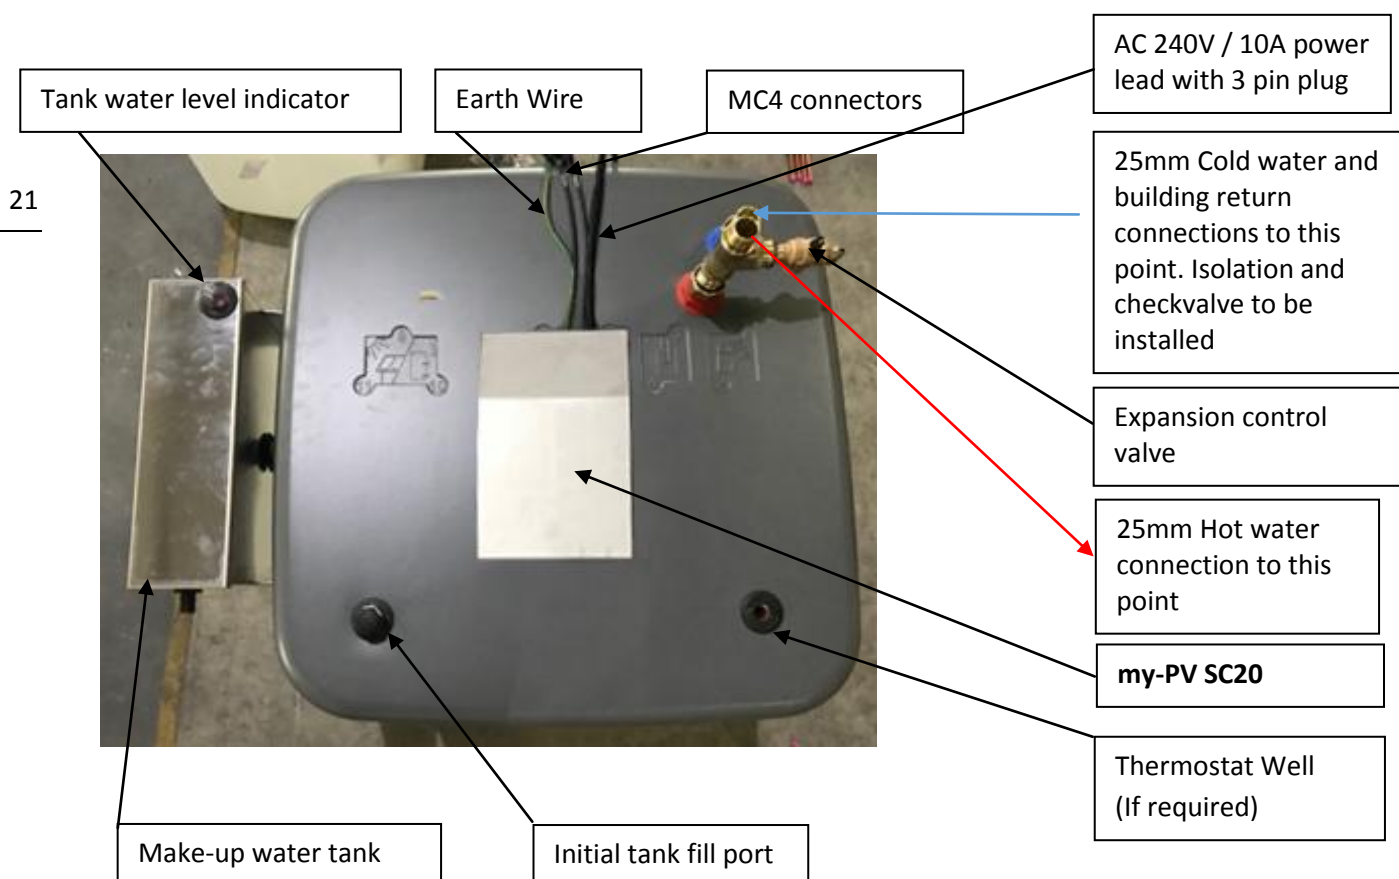 AC 240V / 10A power
lead with 3 pin plug
Tank water level indicator
Earth Wire
MC4 connectors
25mm Cold water and
building return
connections to this
point. Isolation and
checkvalve to be
installed
21
Expansion control
valve
25mm Hot water
connection to this
point
my-PV SC20
Thermostat Well
(If required)
Make-up water tank
Initial tank fill port